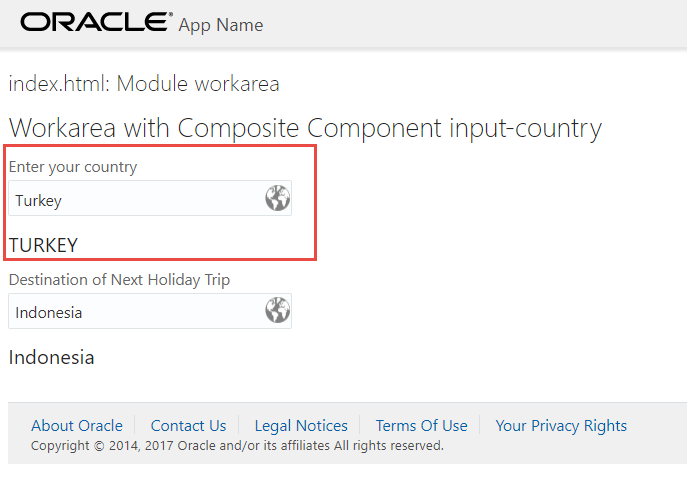 ORACLE® App Name
index.html: Module workarea
Workarea with Composite Component input-country
Enter your country
Turkey
TURKEY
Destination of Next Holiday Trip
Indonesia
Indonesia
About Oracle Contact Us Legal Notices Terms Of Use Your Privacy Rights
Copyright © 2014, 2017 Oracle and/or its affiliates All rights reserved.